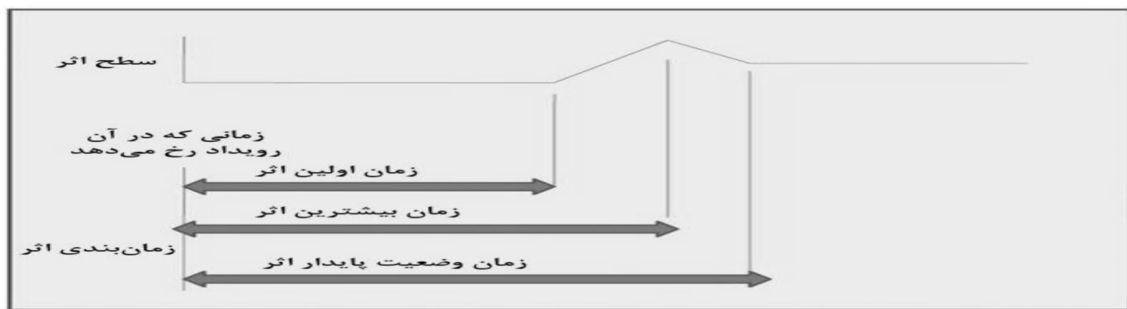 سطح اثر
زمانی که در آن
رویداد رخ می‌دهد
زمان اولین اثر
زمان بیشترین اثر
زمان‌بندی اثر
زمان وضعیت پایدار اثر